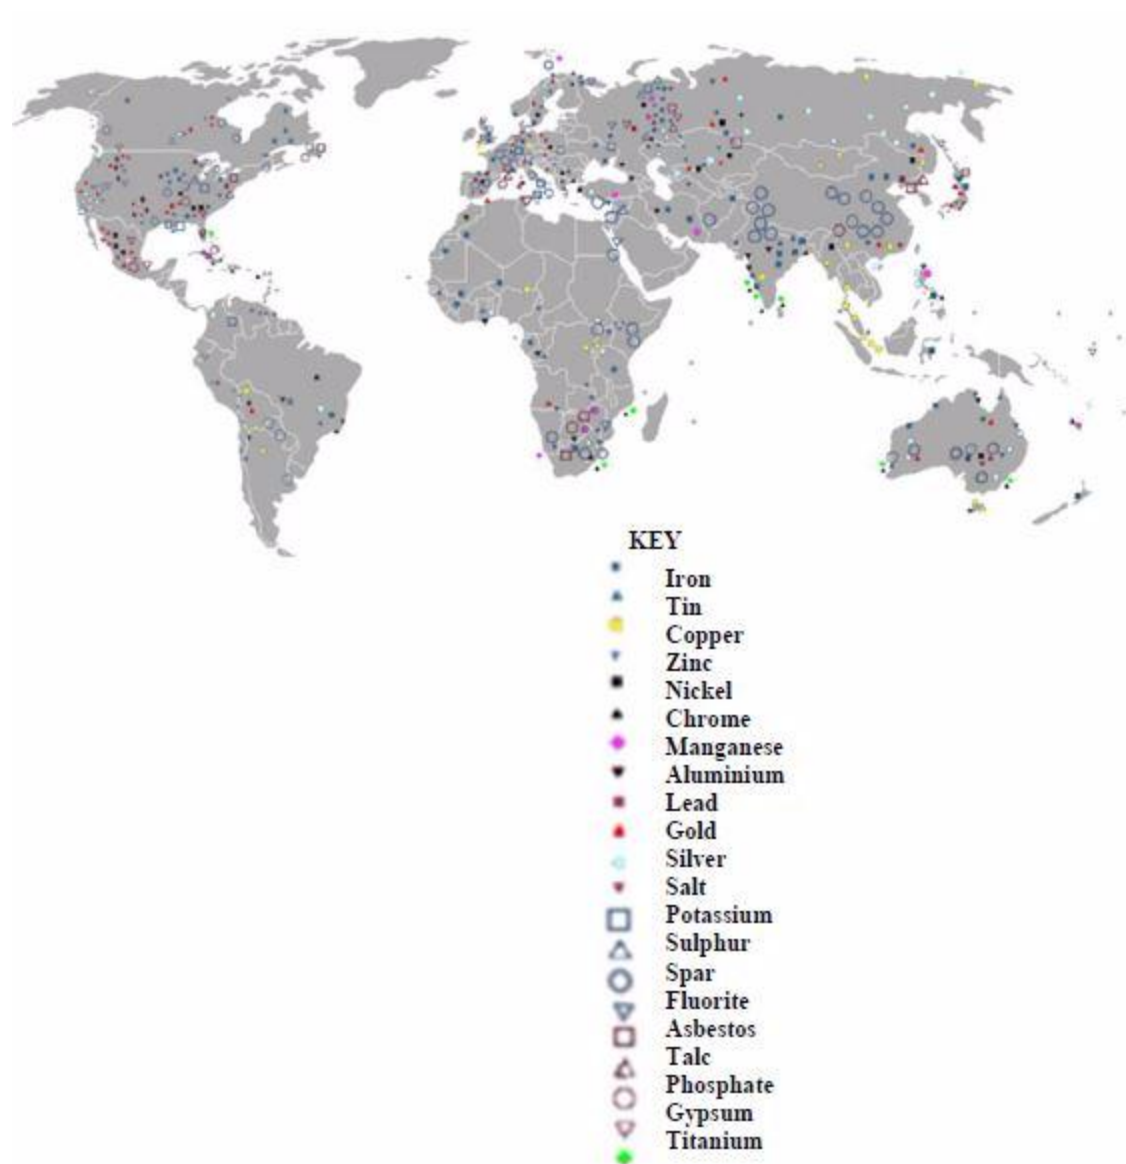 KEY
Iron
Tin
Copper
Zinc
Nickel
Chrome
Manganese
Aluminium
Lead
Gold
Silver
Salt
Potassium
Sulphur
Spar
Fluorite
Asbestos
Talc
Phosphate
Gypsum
Titanium